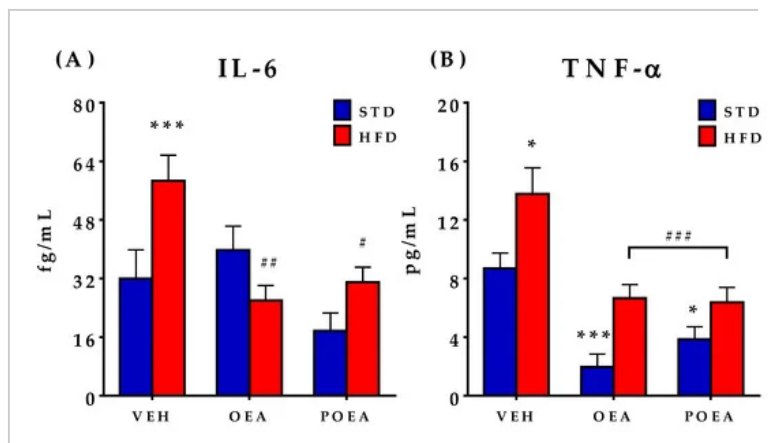 (A)
IL-6
80
64
48
32
16
0
fg/mL
STD
HFD
***
##
#
VEH
OEA
POEA
(B)
TNF-α
20
16
12
8
4
0
pg/mL
STD
HFD
*
###
***
*
VEH
OEA
POEA